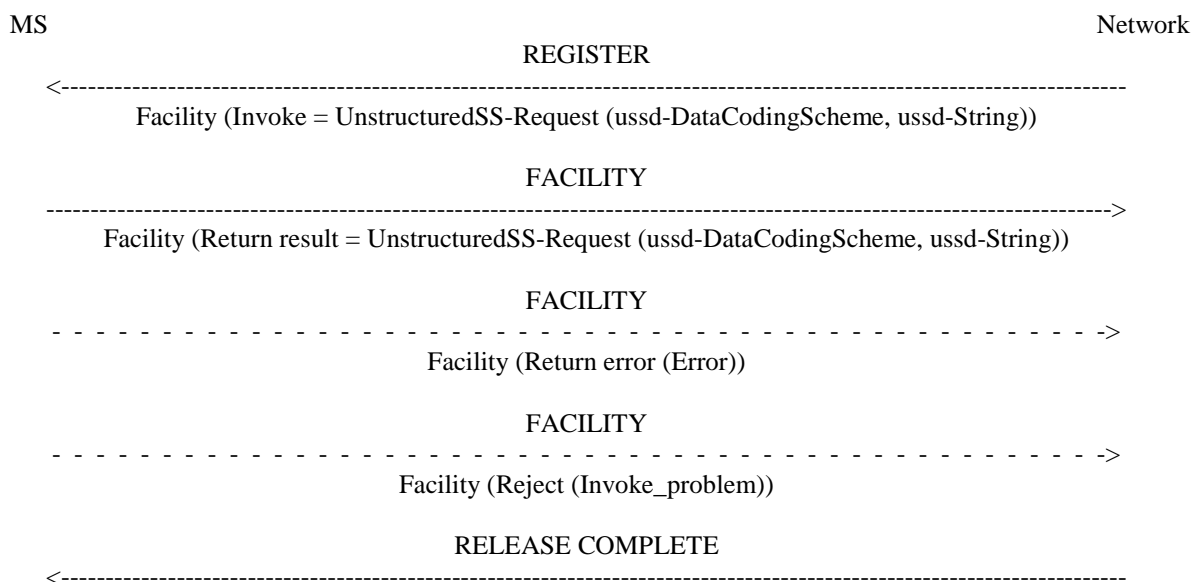 MS Network
REGISTER
<------------------------------------------------------------------------------------------------------------------------
Facility (Invoke = UnstructuredSS-Request (ussd-DataCodingScheme, ussd-String))
FACILITY
------------------------------------------------------------------------------------------------------------------------>
Facility (Return result = UnstructuredSS-Request (ussd-DataCodingScheme, ussd-String))
FACILITY
- - - - - - - - - - - - - - - - - - - - - - - - - - - - - - - - - - - - - - - - - - - - - - - ->
Facility (Return error (Error))
FACILITY
- - - - - - - - - - - - - - - - - - - - - - - - - - - - - - - - - - - - - - - - - - - - - - - ->
Facility (Reject (Invoke_problem))
RELEASE COMPLETE
<------------------------------------------------------------------------------------------------------------------------